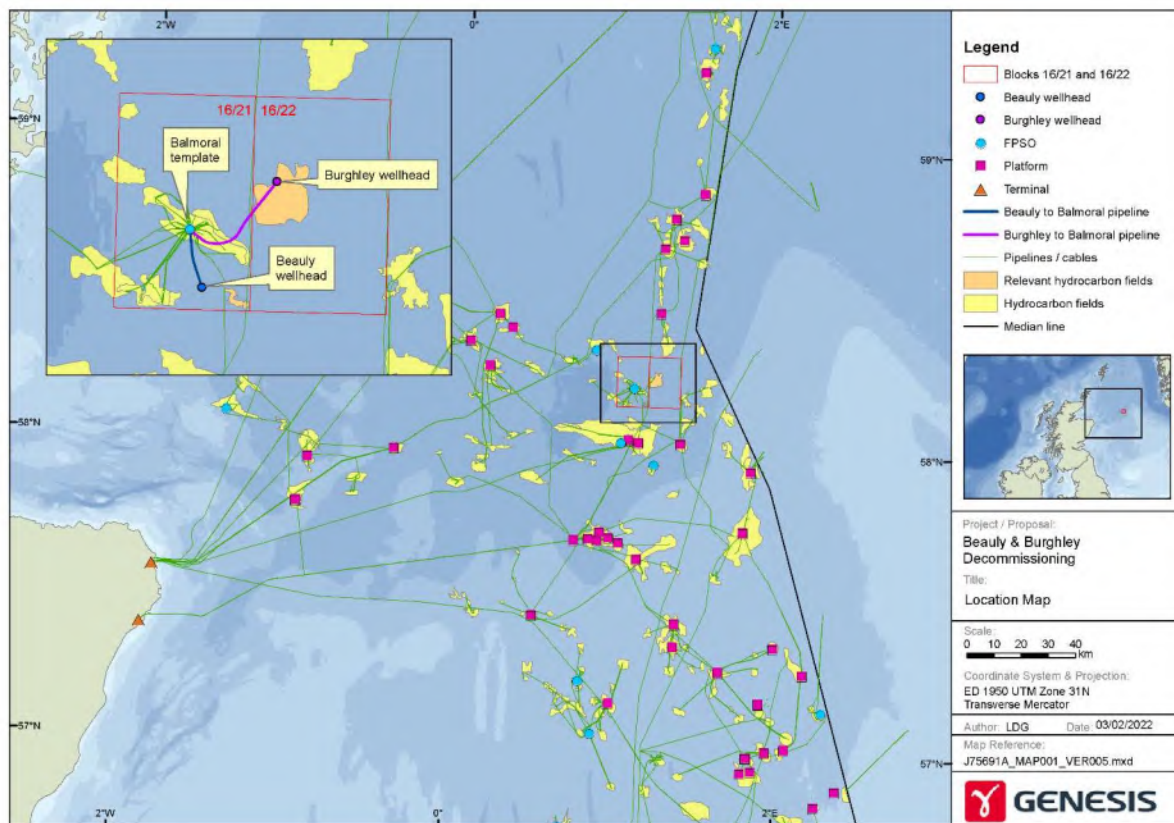 2°W
0°
2°E
59°N
59°N
58°N
58°N
57°N
57°N
2°W
0°
2°E
16/21
16/22
Balmoral
template
Burghley wellhead
Beauly
wellhead
Legend
Blocks 16/21 and 16/22
Beauly wellhead
Burghley wellhead
FPSO
Platform
Terminal
Beauly to Balmoral pipeline
Burghley to Balmoral pipeline
Pipelines / cables
Relevant hydrocarbon fields
Hydrocarbon fields
Median line
Project / Proposal:
Beauly & Burghley
Decommissioning
Title:
Location Map
Scale:
0 10 20 30 40
km
Coordinate System & Projection:
ED 1950 UTM Zone 31N
Transverse Mercator
Author: LDG Date: 03/02/2022
Map Reference:
J75691A_MAP001_VER005.mxd
GENESIS